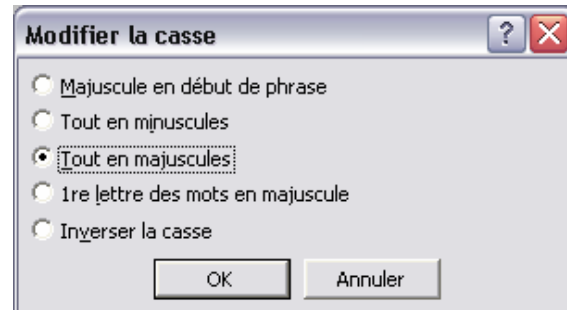 Modifier la casse
Majuscule en début de phrase
Tout en minuscules
Tout en majuscules
1re lettre des mots en majuscule
Inverser la casse
OK Annuler